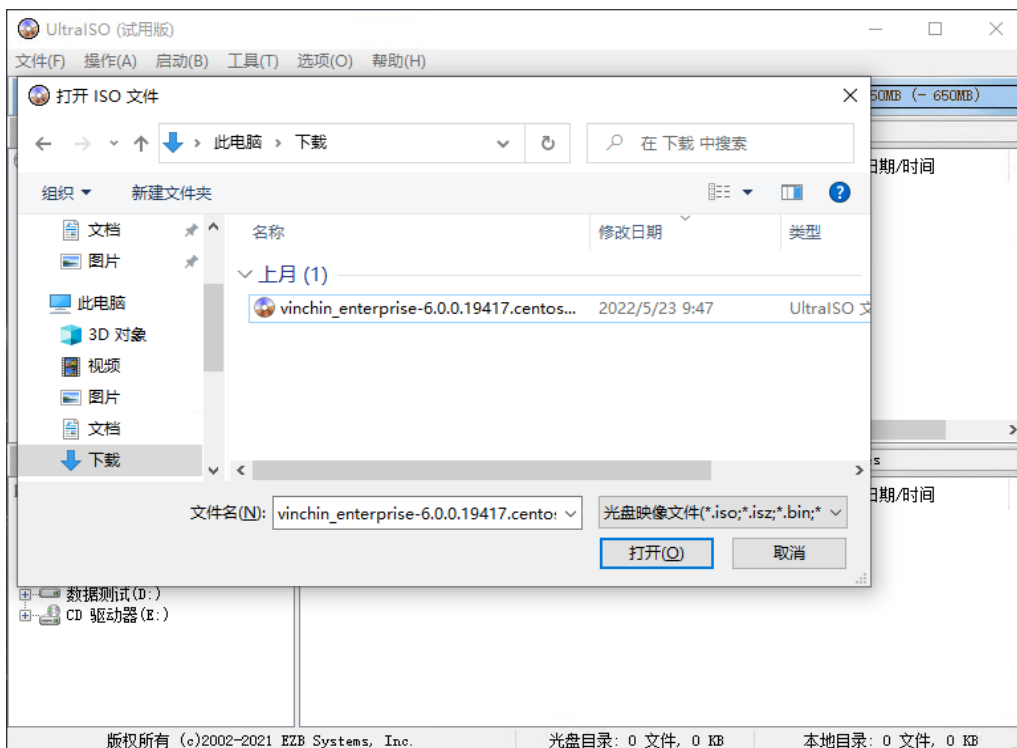 UltraISO (试用版)
文件(F) 操作(A) 启动(B) 工具(T) 选项(O) 帮助(H)
打开 ISO 文件
50MB (- 650MB)
此电脑 › 下载
在 下载 中搜索
日期/时间
组织 新建文件夹
文档
图片
此电脑
3D 对象
视频
图片
文档
下载
名称 修改日期 类型
上月 (1)
vinchin_enterprise-6.0.0.19417.centos... 2022/5/23 9:47 UltraISO 文
s
日期/时间
文件名(N): vinchin_enterprise-6.0.0.19417.cento
光盘映像文件(*.iso;*.isz;*.bin;*
打开(O) 取消
数据测试(D:)
CD 驱动器(E:)
版权所有 (c)2002-2021 EZB Systems, Inc. 光盘目录: 0 文件, 0 KB 本地目录: 0 文件, 0 KB